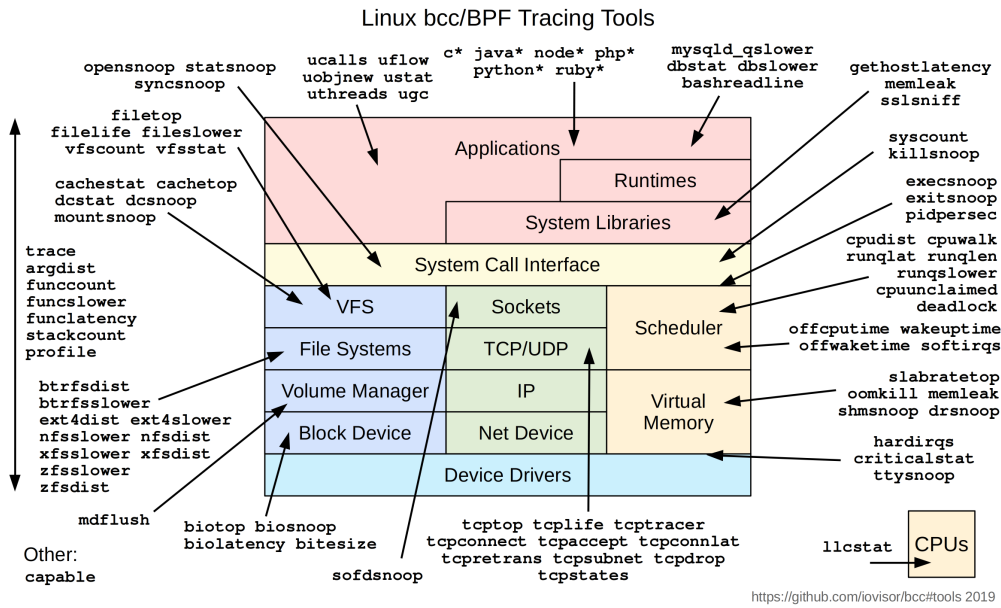 Linux bcc/BPF Tracing Tools
opensnoop statsnoop
syncsnoop
ucalls uflow
uobjnew ustat
uthreads ugc
c* java* node* php*
python* ruby*
mysqld_qslower
dbstat dbslower
bashreadline
gethostlatency
memleak
sslsniff
filetop
filelife fileslower
vfscount vfsstat
syscount
killsnoop
cachestat cachetop
dcstat dcsnoop
mountsnoop
execsnoop
exitsnoop
pidpersec
trace
argdist
funccount
funcslower
funclatency
stackcount
profile
cpudist cpuwalk
runqlat runqlen
runqslower
cpuunclaimed
deadlock
offcputime wakeuptime
offwaketime softirqs
btrfsdist
btrfsslower
ext4dist ext4slower
nfsslower nfsdist
xfsslower xfsdist
zfsslower
zfsdist
slabratetop
oomkill memleak
shmsnoop drsnoop
hardirqs
criticalstat
ttysnoop
Applications
Runtimes
System Libraries
System Call Interface
VFS
Sockets
Scheduler
File Systems
TCP/UDP
Volume Manager
IP
Virtual
Memory
Block Device
Net Device
Device Drivers
mdflush
biotop biosnoop
biolatency bitesize
sofdsnoop
tcptop tcplife tcptracer
tcpconnect tcpaccept tcpconnlat
tcpretrans tcpsubnet tcpdrop
tcpstates
Other:
capable
llcstat
CPUs
https://github.com/iovisor/bcc#tools 2019